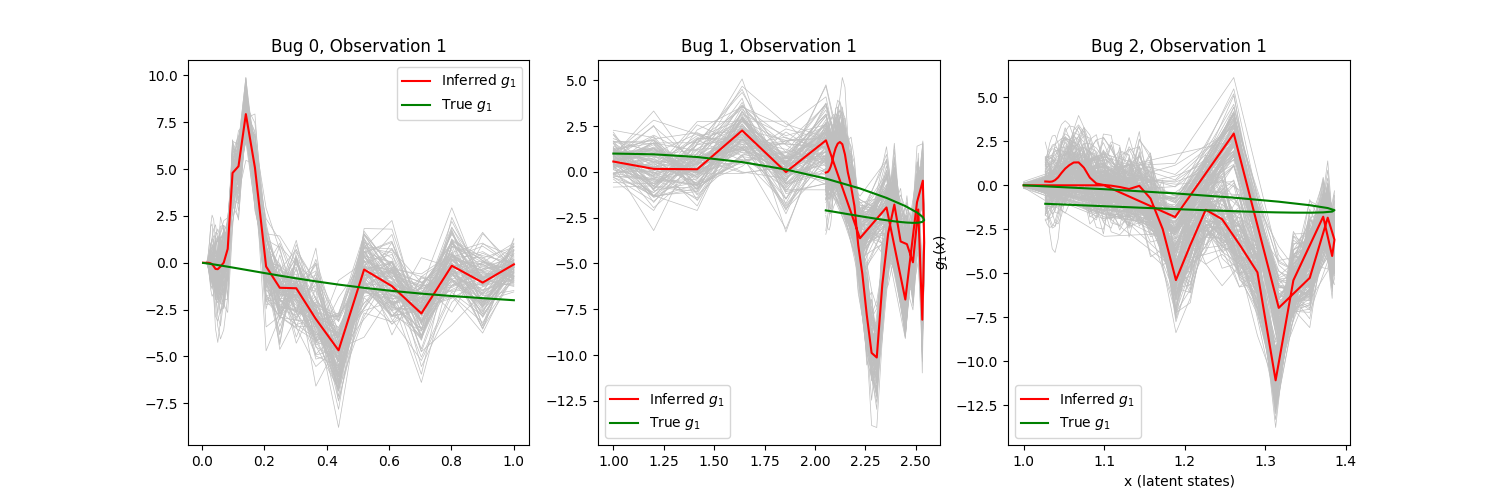 Bug 0, Observation 1
Inferred g₁
True g₁
10.0
7.5
5.0
2.5
0.0
−2.5
−5.0
−7.5
0.0 0.2 0.4 0.6 0.8 1.0
Bug 1, Observation 1
5.0
2.5
0.0
−2.5
−5.0
−7.5
−10.0
−12.5
Inferred g₁
True g₁
1.00 1.25 1.50 1.75 2.00 2.25 2.50
Bug 2, Observation 1
g₁(x)
5.0
2.5
0.0
−2.5
−5.0
−7.5
−10.0
−12.5
Inferred g₁
True g₁
1.0 1.1 1.2 1.3 1.4
x (latent states)